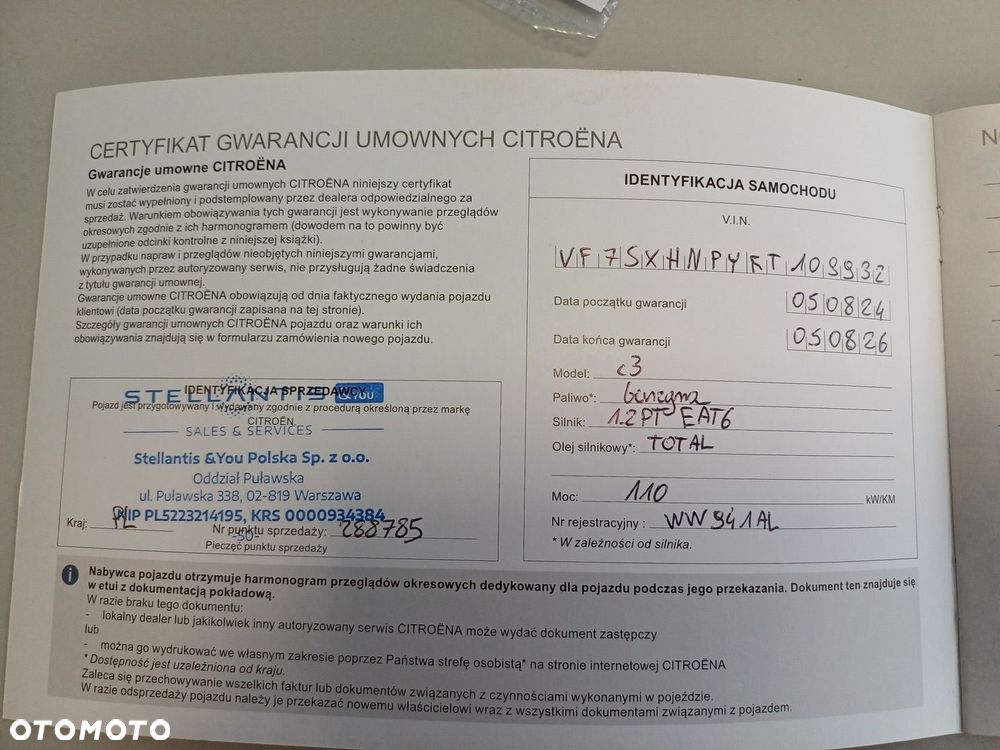 CERTYFIKAT GWARANCJI UMOWNYCH CITROËNA
Gwarancje umowne CITROËNA
W celu zatwierdzenia gwarancji umownych CITROËNA niniejszy certyfikat
musi zostać wypełniony i podstemplowany przez dealera odpowiedzialnego za
sprzedaż. Warunkiem obowiązywania tych gwarancji jest wykonywanie przeglądów
okresowych zgodnie z ich harmonogramem (dowodem na to powinny być
uzupełnione odcinki kontrolne z niniejszej książki).
W przypadku napraw i przeglądów nieobjętych niniejszymi gwarancjami,
wykonywanych przez autoryzowany serwis, nie przysługują żadne świadczenia
z tytułu gwarancji umownej.
Gwarancje umowne CITROËNA obowiązują od dnia faktycznego wydania pojazdu
klientowi (data początku gwarancji zapisana na tej stronie).
Szczegóły gwarancji umownych CITROËNA pojazdu oraz warunki ich
obowiązywania znajdują się w formularzu zamówienia nowego pojazdu.
IDENTYFIKACJA SPRZEDAWCY
STELLANTIS &YOU
Pojazd jest przygotowywany i wydawany zgodnie z procedurą określoną przez markę
CITROËN.
SALES & SERVICES
Stellantis &You Polska Sp. z o.o.
Oddział Puławska
ul. Puławska 338, 02-819 Warszawa
NIP PL5223214195, KRS 0000934384
Kraj: PL
Nr punktu sprzedaży: 288785
-50-
Pieczęć punktu sprzedaży
IDENTYFIKACJA SAMOCHODU
V.I.N.
VF7SXHNPYRT109932
Data początku gwarancji 050824
Data końca gwarancji 050826
Model: c3
Paliwo*: benzyna
Silnik: 1.2 PT EAT6
Olej silnikowy*: TOTAL
Moc: 110 kW/KM
Nr rejestracyjny: WW941AL
* W zależności od silnika.
i
Nabywca pojazdu otrzymuje harmonogram przeglądów okresowych dedykowany dla pojazdu podczas jego przekazania. Dokument ten znajduje się
w etui z dokumentacją pokładową.
W razie braku tego dokumentu:
- lokalny dealer lub jakikolwiek inny autoryzowany serwis CITROËNA może wydać dokument zastępczy
lub
- można go wydrukować we własnym zakresie poprzez Państwa strefę osobistą* na stronie internetowej CITROËNA
* Dostępność jest uzależniona od kraju.
Zaleca się przechowywanie wszelkich faktur lub dokumentów związanych z czynnościami wykonanymi w pojeździe.
W razie odsprzedaży pojazdu należy je przekazać nowemu właścicielowi wraz z wszystkimi dokumentami związanymi z pojazdem.
OTOMOTO